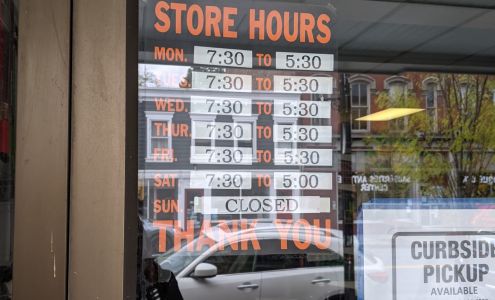 STORE HOURS
MON. 7:30 TO 5:30
TUE. 7:30 TO 5:30
WED. 7:30 TO 5:30
THUR. 7:30 TO 5:30
FRI. 7:30 TO 5:30
SAT 7:30 TO 5:00
SUN. CLOSED
THANK YOU
CURBSIDE
PICKUP
AVAILABLE